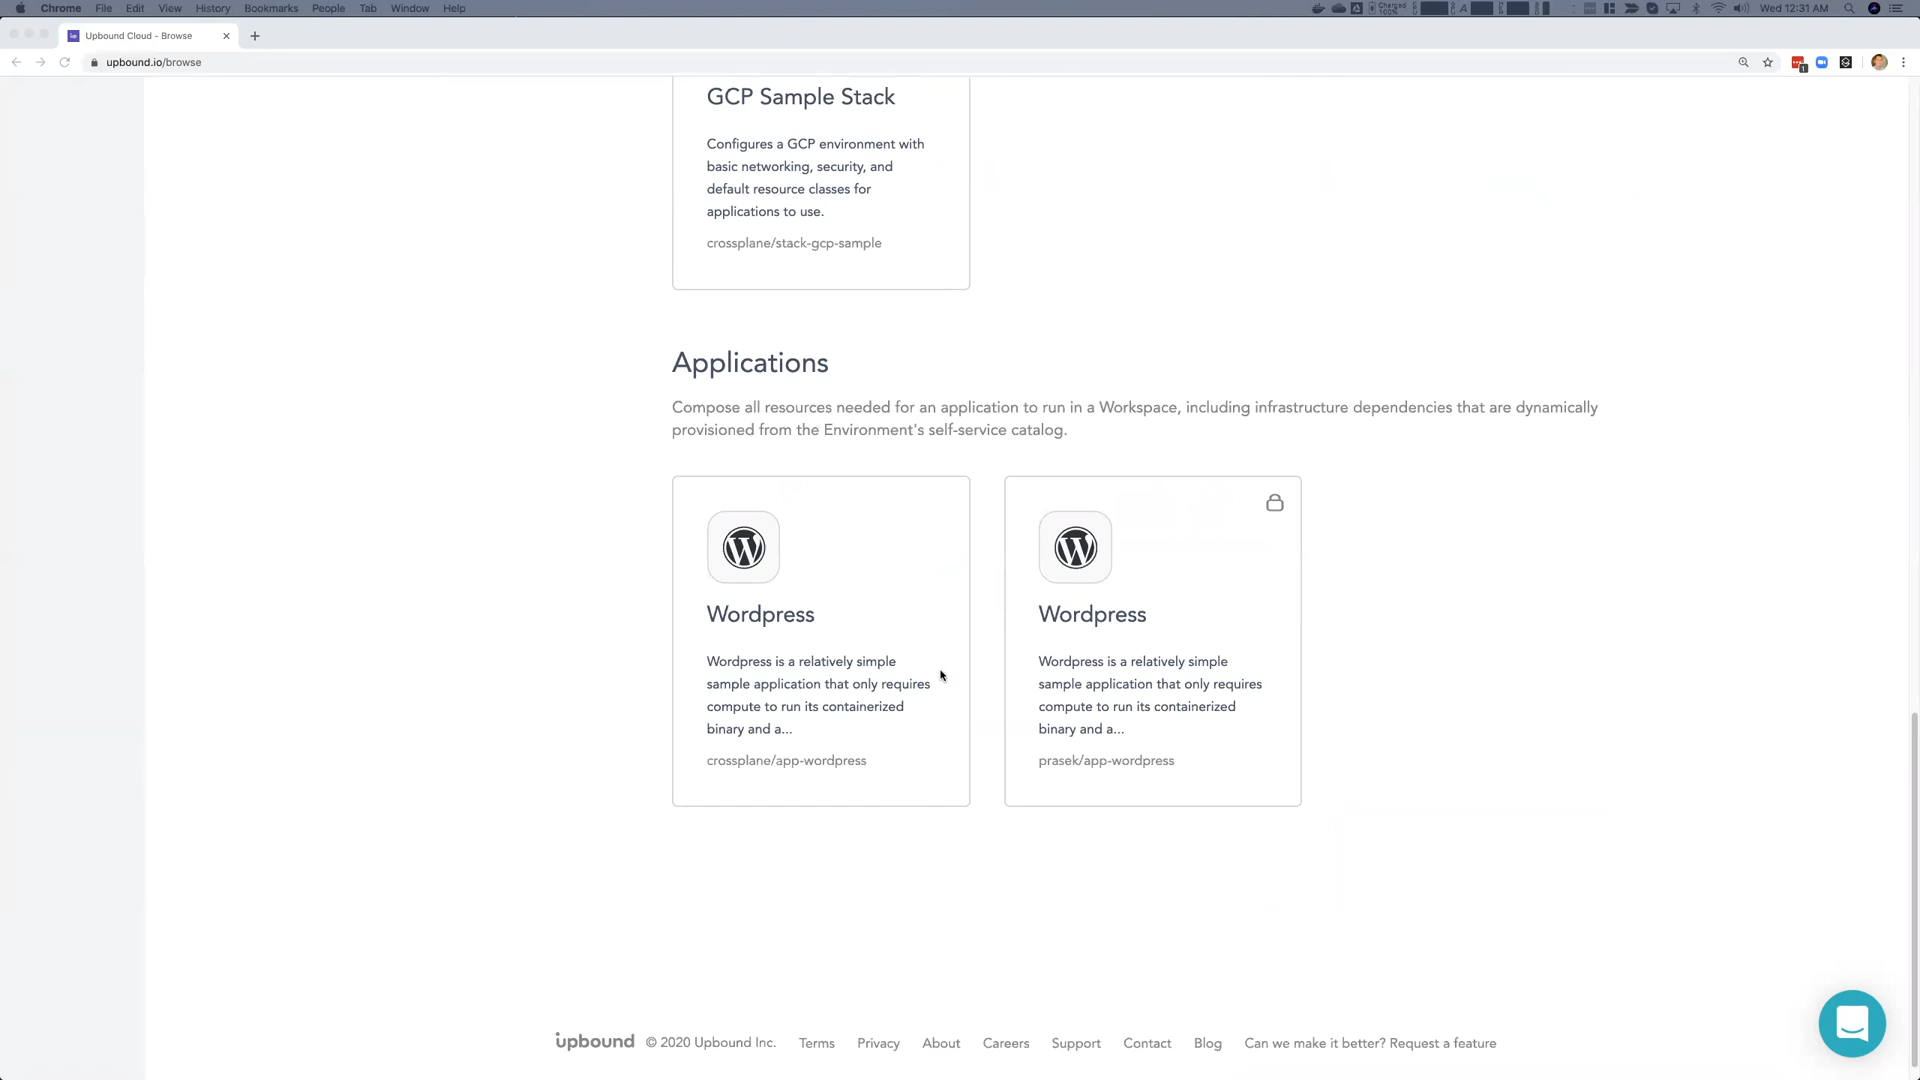 Chrome File Edit View History Bookmarks People Tab Window Help
Charged
100%
Wed 12:31 AM
Upbound Cloud - Browse
upbound.io/browse
1
GCP Sample Stack
Configures a GCP environment with
basic networking, security, and
default resource classes for
applications to use.
crossplane/stack-gcp-sample
Applications
Compose all resources needed for an application to run in a Workspace, including infrastructure dependencies that are dynamically
provisioned from the Environment's self-service catalog.
Wordpress
Wordpress is a relatively simple
sample application that only requires
compute to run its containerized
binary and a...
crossplane/app-wordpress
Wordpress
Wordpress is a relatively simple
sample application that only requires
compute to run its containerized
binary and a...
prasek/app-wordpress
upbound © 2020 Upbound Inc. Terms Privacy About Careers Support Contact Blog Can we make it better? Request a feature